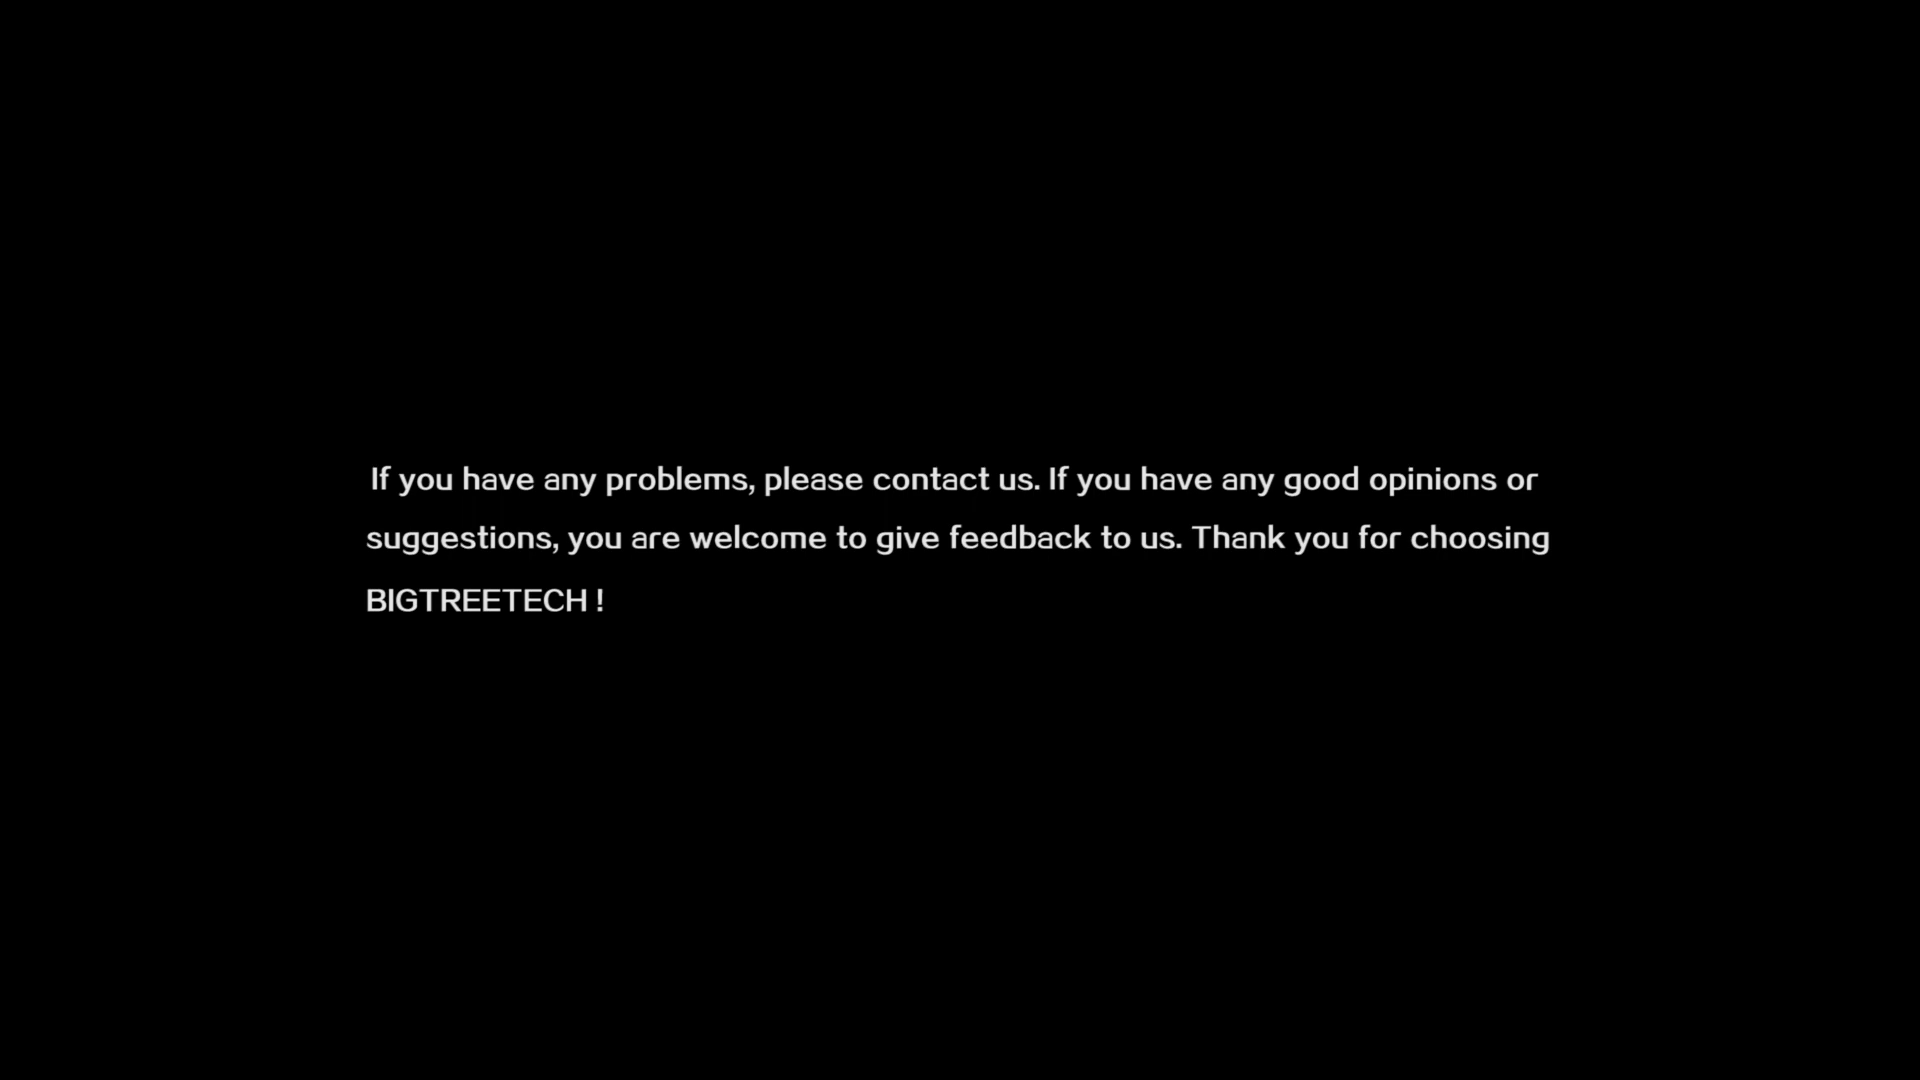 If you have any problems, please contact us. If you have any good opinions or
suggestions, you are welcome to give feedback to us. Thank you for choosing
BIGTREETECH !